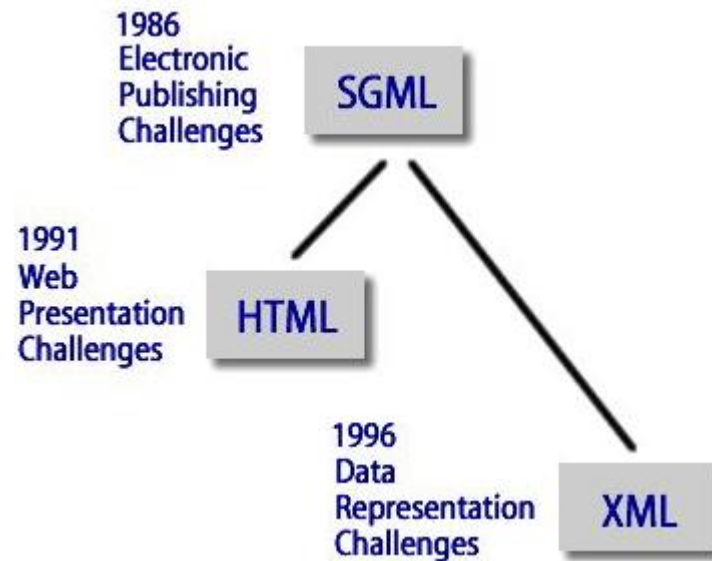 1986
Electronic
Publishing
Challenges
SGML
1991
Web
Presentation
Challenges
HTML
1996
Data
Representation
Challenges
XML